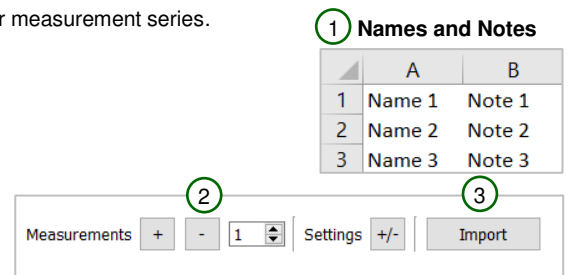 r measurement series.
1 Names and Notes
A B
1 Name 1 Note 1
2 Name 2 Note 2
3 Name 3 Note 3
2 3
Measurements + - 1 Settings +/- Import